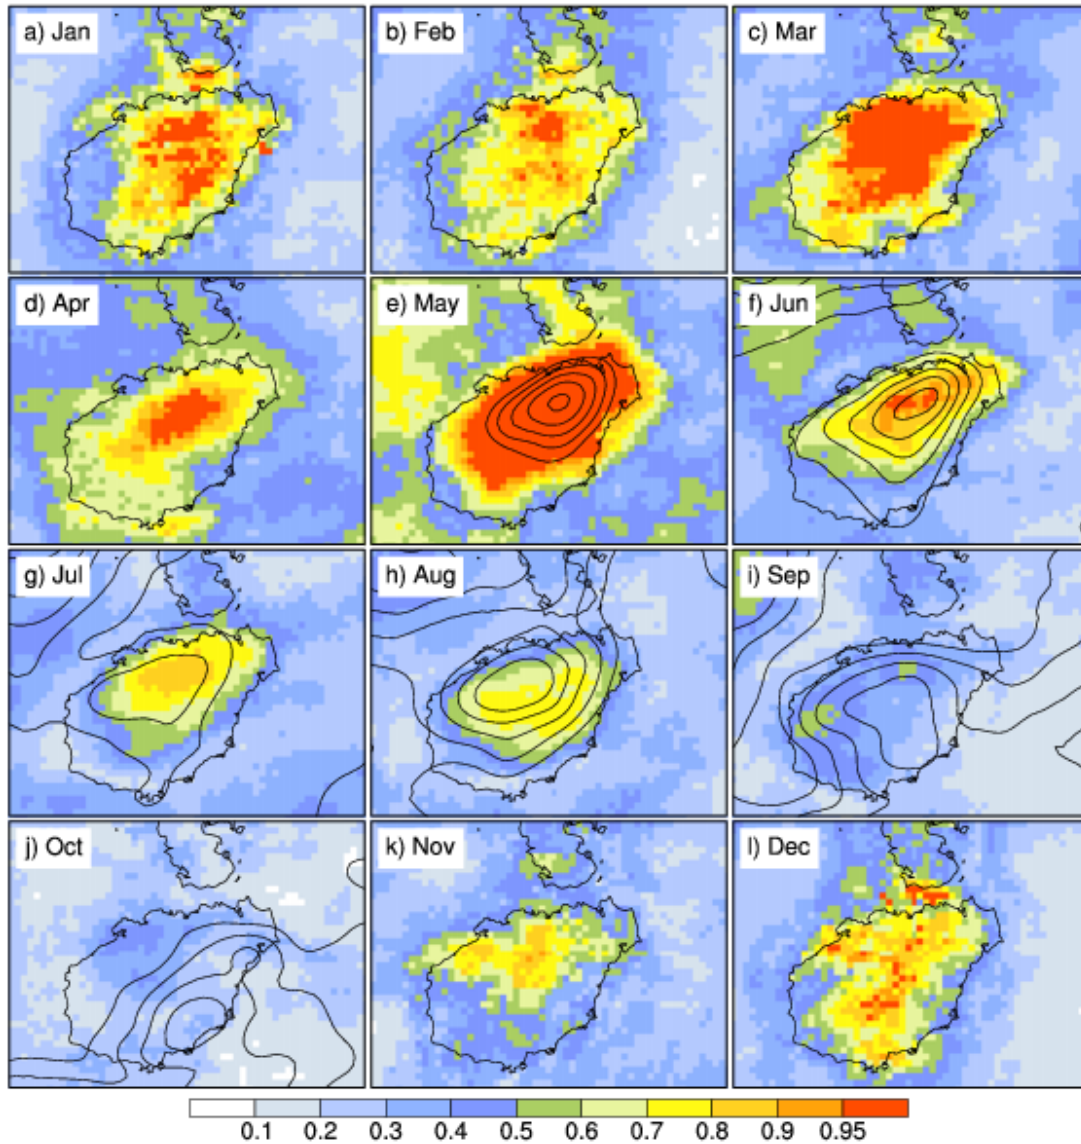 a) Jan
b) Feb
c) Mar
d) Apr
e) May
f) Jun
g) Jul
h) Aug
i) Sep
j) Oct
k) Nov
l) Dec
0.1 0.2 0.3 0.4 0.5 0.6 0.7 0.8 0.9 0.95